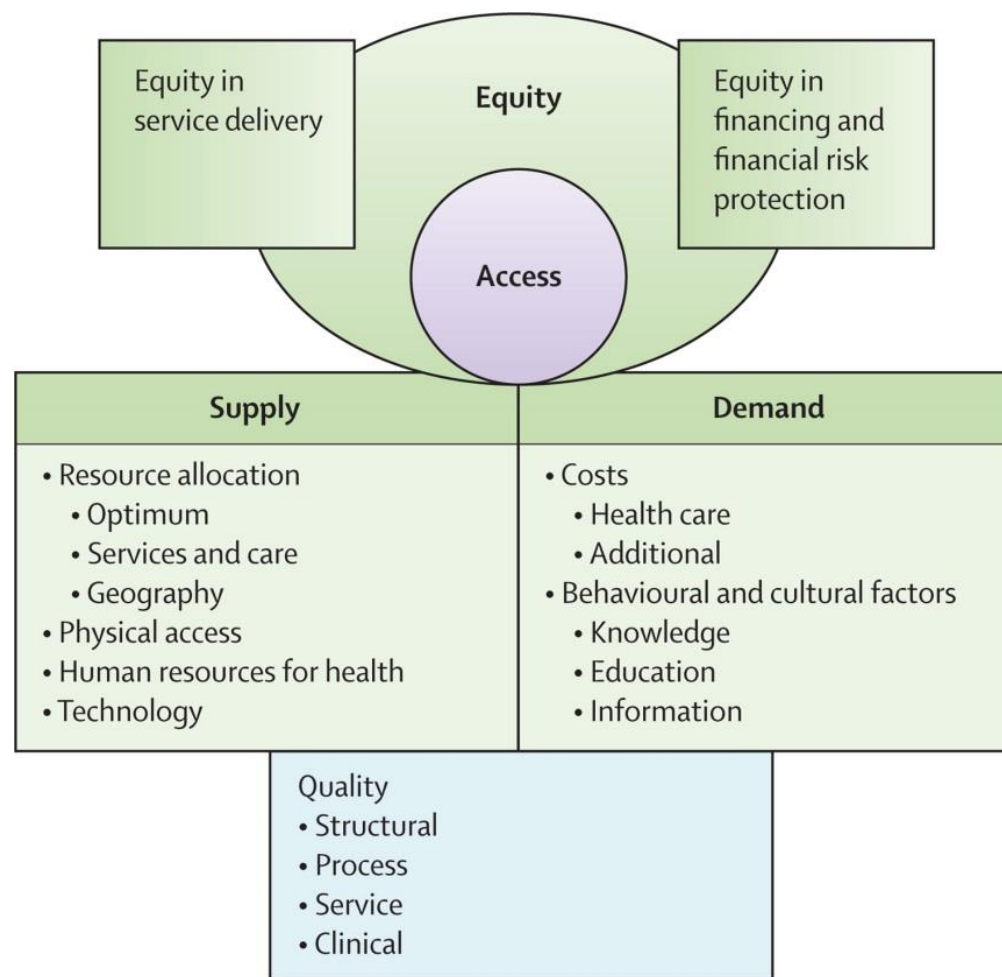 Equity in
service delivery
Equity
Equity in
financing and
financial risk
protection
Access
Supply
• Resource allocation
• Optimum
• Services and care
• Geography
• Physical access
• Human resources for health
• Technology
Demand
• Costs
• Health care
• Additional
• Behavioural and cultural factors
• Knowledge
• Education
• Information
Quality
• Structural
• Process
• Service
• Clinical